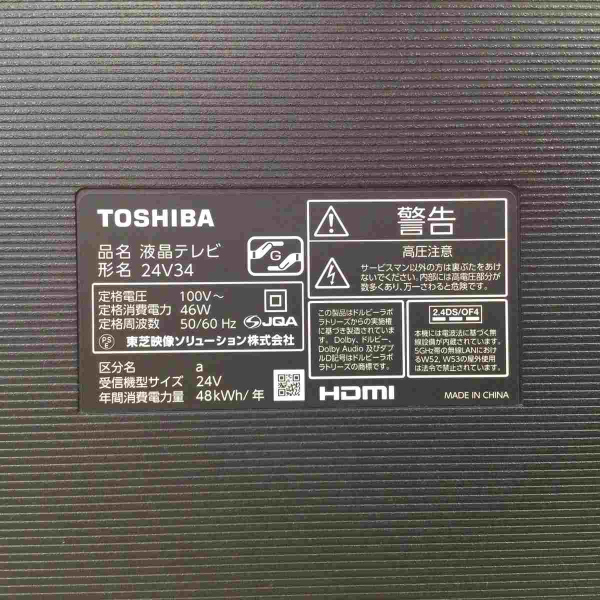 TOSHIBA
品名 液晶テレビ
形名 24V34
G
定格電圧 100V～
定格消費電力 46W
定格周波数 50/60 Hz
JQA
PS E 東芝映像ソリューション株式会社
区分名 a
受信機型サイズ 24V
年間消費電力量 48kWh/年
警告
高圧注意
サービスマン以外の方は裏ぶたをあけ
ないでください。内部には高電圧部分が
数多くあり、万一さわると危険です。
この製品はドルビーラボ
ラトリーズからの実施権
に基づき製造されていま
す。Dolby、ドルビー、
Dolby Audio 及びダブ
ルD記号はドルビーラボ
ラトリーズの商標です。
2.4DS/OF4
本機には電波法に基づく無
線設備が内蔵されています。
5GHz帯の無線LANにおけ
るW52、W53の屋外使用
は法令で禁止されています。
HDMI
MADE IN CHINA